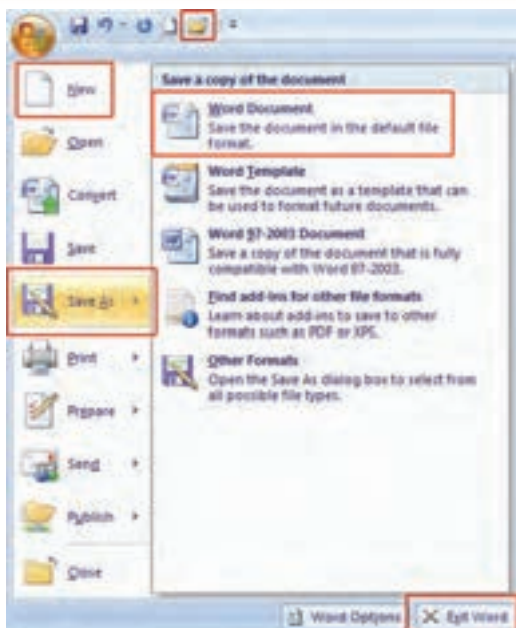 New
Open
Convert
Save
Save As
Print
Prepare
Send
Publish
Close
Save a copy of the document
Word Document
Save the document in the default file
format.
Word Template
Save the document as a template that can
be used to format future documents.
Word 97-2003 Document
Save a copy of the document that is fully
compatible with Word 97-2003.
Find add-ins for other file formats
Learn about add-ins to save to other
formats such as PDF or XPS.
Other Formats
Open the Save As dialog box to select from
all possible file types.
Word Options
Exit Word